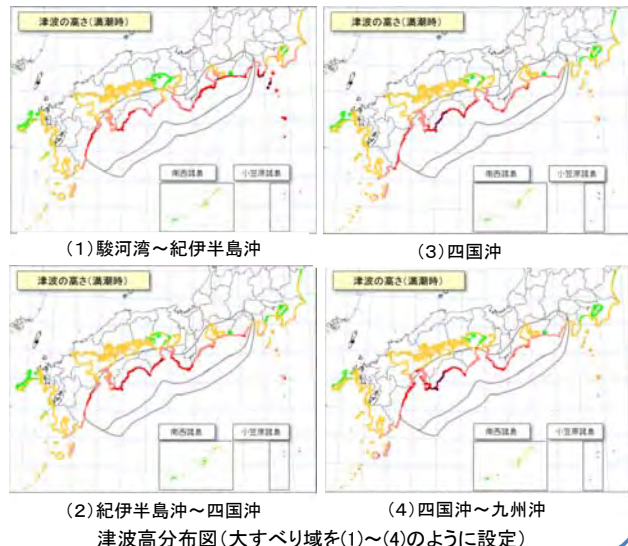 津波の高さ(満潮時)
南西諸島
小笠原諸島
(1)駿河湾～紀伊半島沖
津波の高さ(満潮時)
南西諸島
小笠原諸島
(3)四国沖
津波の高さ(満潮時)
南西諸島
小笠原諸島
(2)紀伊半島沖～四国沖
津波の高さ(満潮時)
南西諸島
小笠原諸島
(4)四国沖～九州沖
津波高分布図(大すべり域を(1)～(4)のように設定)